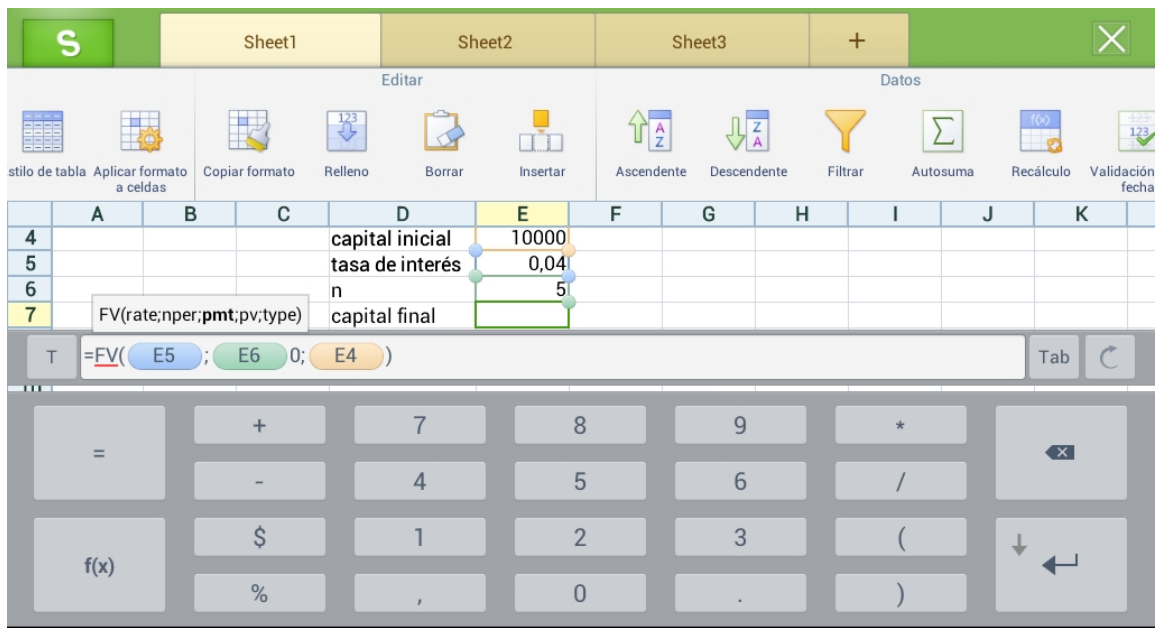 S Sheet1 Sheet2 Sheet3 +
Editar Datos
stilo de tabla Aplicar formato a celdas Copiar formato Relleno Borrar Insertar Ascendente Descendente Filtrar Autosuma Recálculo Validación fecha
A B C D E F G H I J K
4 capital inicial 10000
5 tasa de interés 0,04
6 n 5
7 FV(rate;nper;pmt;pv;type) capital final
T =FV( E5 ; E6 0; E4 ) Tab
= + 7 8 9 *
- 4 5 6 /
f(x) $ 1 2 3 (
% , 0 . )